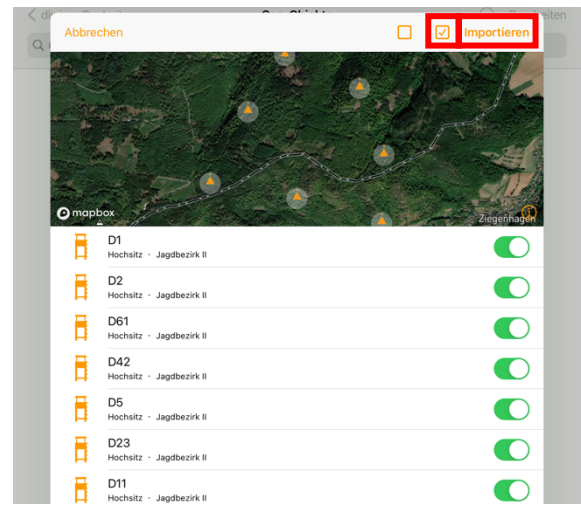 Abbrechen
Importieren
mapbox
Ziegenhagen
D1
Hochsitz · Jagdbezirk II
D2
Hochsitz · Jagdbezirk II
D61
Hochsitz · Jagdbezirk II
D42
Hochsitz · Jagdbezirk II
D5
Hochsitz · Jagdbezirk II
D23
Hochsitz · Jagdbezirk II
D11
Hochsitz · Jagdbezirk II